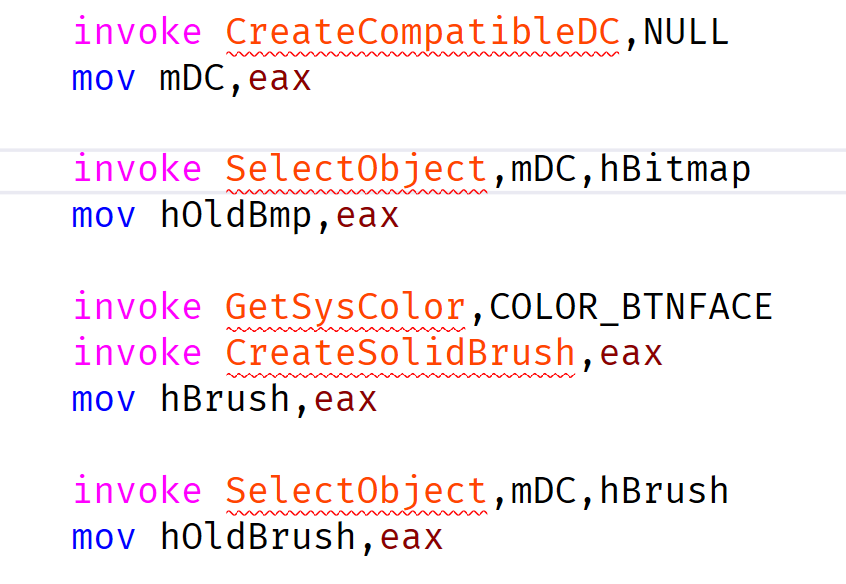 invoke CreateCompatibleDC,NULL
mov mDC,eax
invoke SelectObject,mDC,hBitmap
mov hOldBmp,eax
invoke GetSysColor,COLOR_BTNFACE
invoke CreateSolidBrush,eax
mov hBrush,eax
invoke SelectObject,mDC,hBrush
mov hOldBrush,eax